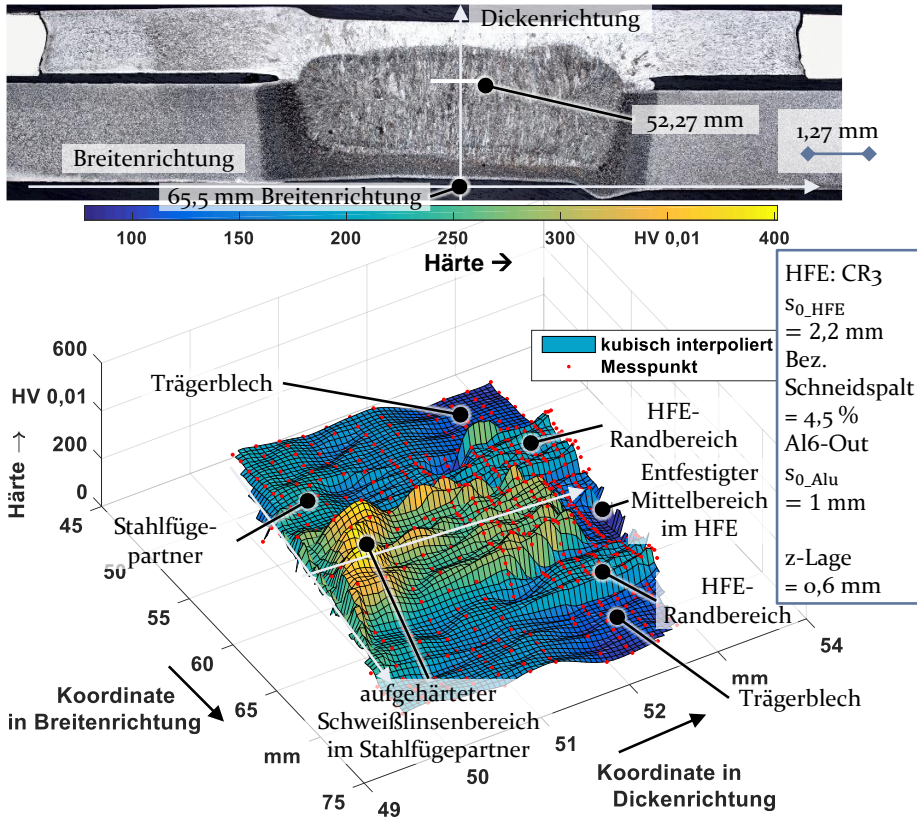 Dickenrichtung
52,27 mm
1,27 mm
Breitenrichtung
65,5 mm Breitenrichtung
100 150 200 250 300 HV 0,01 400
Härte →
HFE: CR3
s0_HFE
= 2,2 mm
Bez.
Schneidspalt
= 4,5 %
Al6-Out
s0_Alu
= 1 mm
z-Lage
= 0,6 mm
kubisch interpoliert
Messpunkt
600
HV 0,01
200
0
Härte →
Trägerblech
HFE-
Randbereich
Entfestigter
Mittelbereich
im HFE
Stahlfüge-
partner
HFE-
Randbereich
Trägerblech
aufgehärteter
Schweißlinsenbereich
im Stahlfügepartner
45
50
55
60
65
mm
75
Koordinate
in Breitenrichtung
49
50
51
52
mm
54
Koordinate in
Dickenrichtung